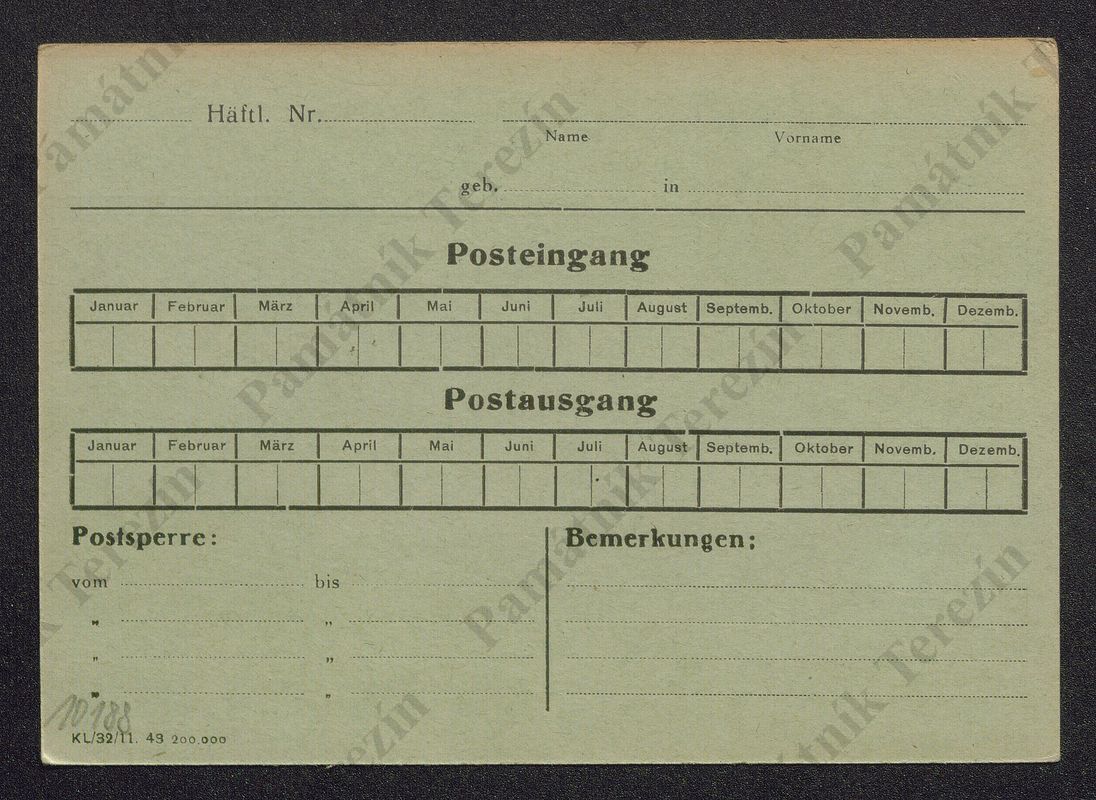 Häftl. Nr.
Name Vorname
geb. in
Posteingang
Januar Februar März April Mai Juni Juli August Septemb. Oktober Novemb. Dezemb.
Postausgang
Januar Februar März April Mai Juni Juli August Septemb. Oktober Novemb. Dezemb.
Postsperre: Bemerkungen:
vom bis
„ „
„ „
„ „
10188
KL/32/11. 43 200.000
Památník Terezín